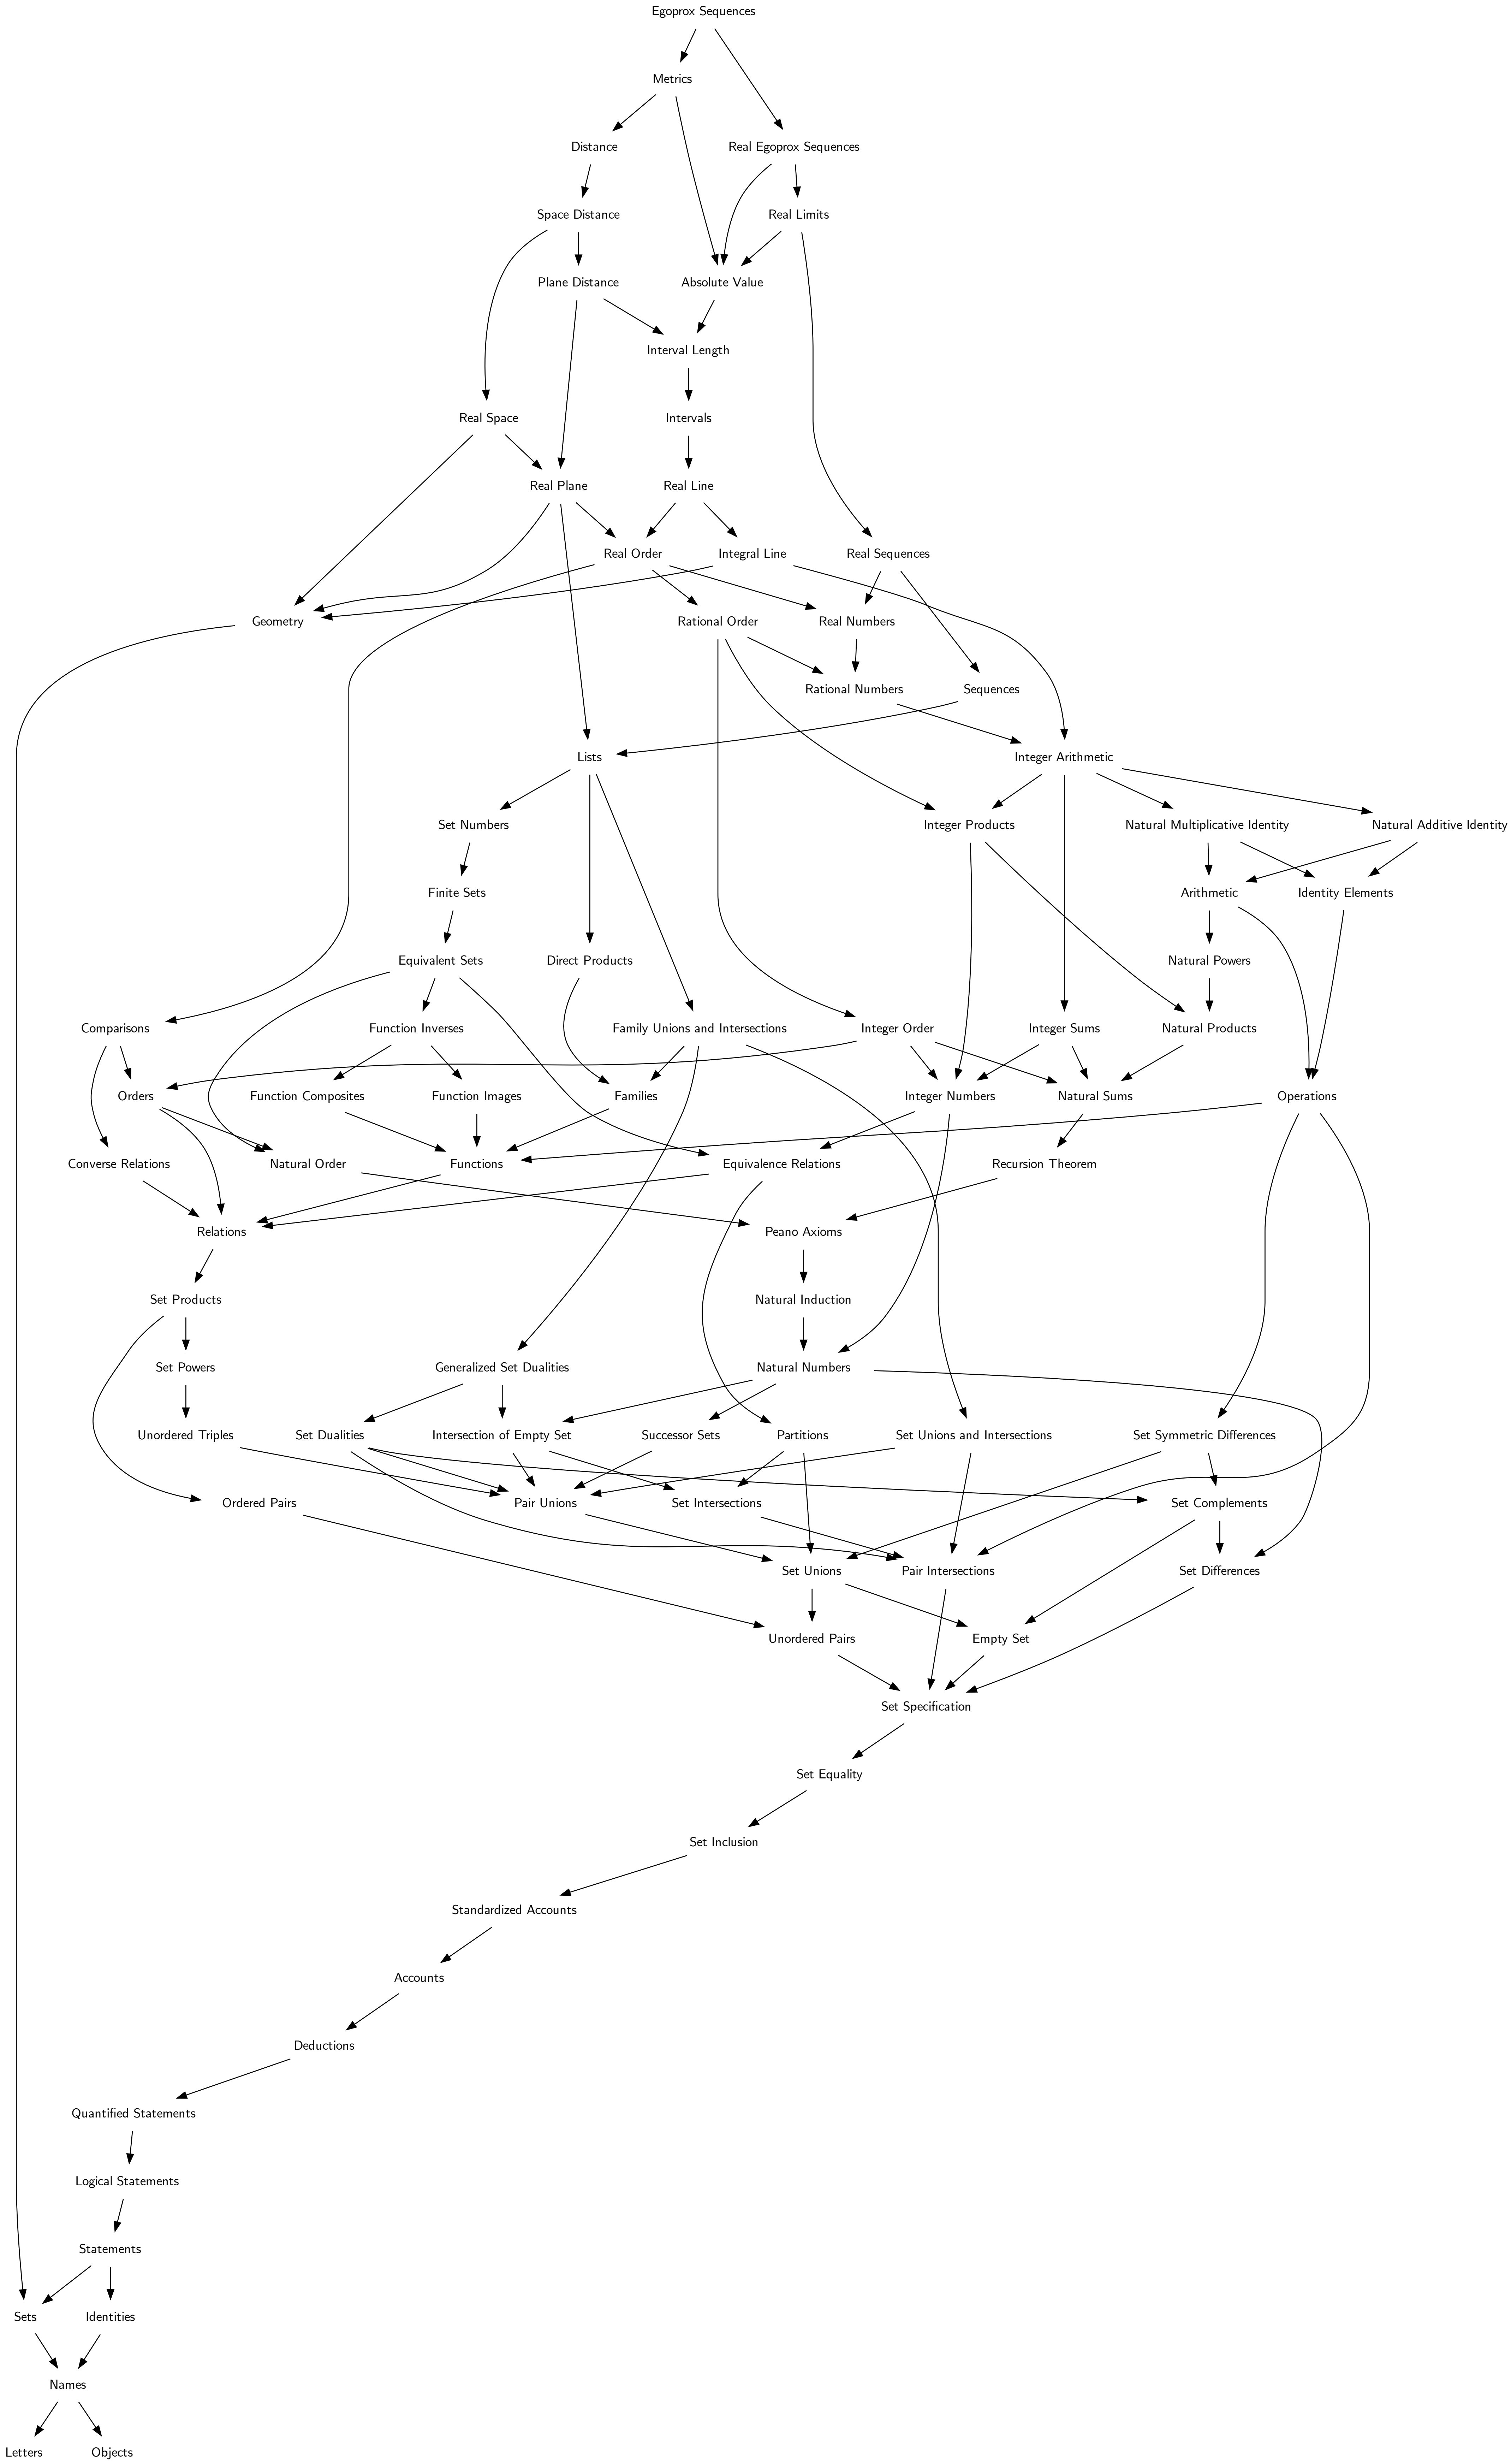 Egoprox Sequences
Metrics
Distance
Real Egoprox Sequences
Space Distance
Real Limits
Plane Distance
Absolute Value
Interval Length
Real Space
Intervals
Real Plane
Real Line
Real Order
Integral Line
Real Sequences
Geometry
Rational Order
Real Numbers
Rational Numbers
Sequences
Lists
Integer Arithmetic
Set Numbers
Integer Products
Natural Multiplicative Identity
Natural Additive Identity
Finite Sets
Arithmetic
Identity Elements
Equivalent Sets
Direct Products
Natural Powers
Comparisons
Function Inverses
Family Unions and Intersections
Integer Order
Integer Sums
Natural Products
Orders
Function Composites
Function Images
Families
Integer Numbers
Natural Sums
Operations
Converse Relations
Natural Order
Functions
Equivalence Relations
Recursion Theorem
Relations
Peano Axioms
Set Products
Natural Induction
Set Powers
Generalized Set Dualities
Natural Numbers
Unordered Triples
Set Dualities
Intersection of Empty Set
Successor Sets
Partitions
Set Unions and Intersections
Set Symmetric Differences
Ordered Pairs
Pair Unions
Set Intersections
Set Complements
Set Unions
Pair Intersections
Set Differences
Unordered Pairs
Empty Set
Set Specification
Set Equality
Set Inclusion
Standardized Accounts
Accounts
Deductions
Quantified Statements
Logical Statements
Statements
Sets
Identities
Names
Letters
Objects